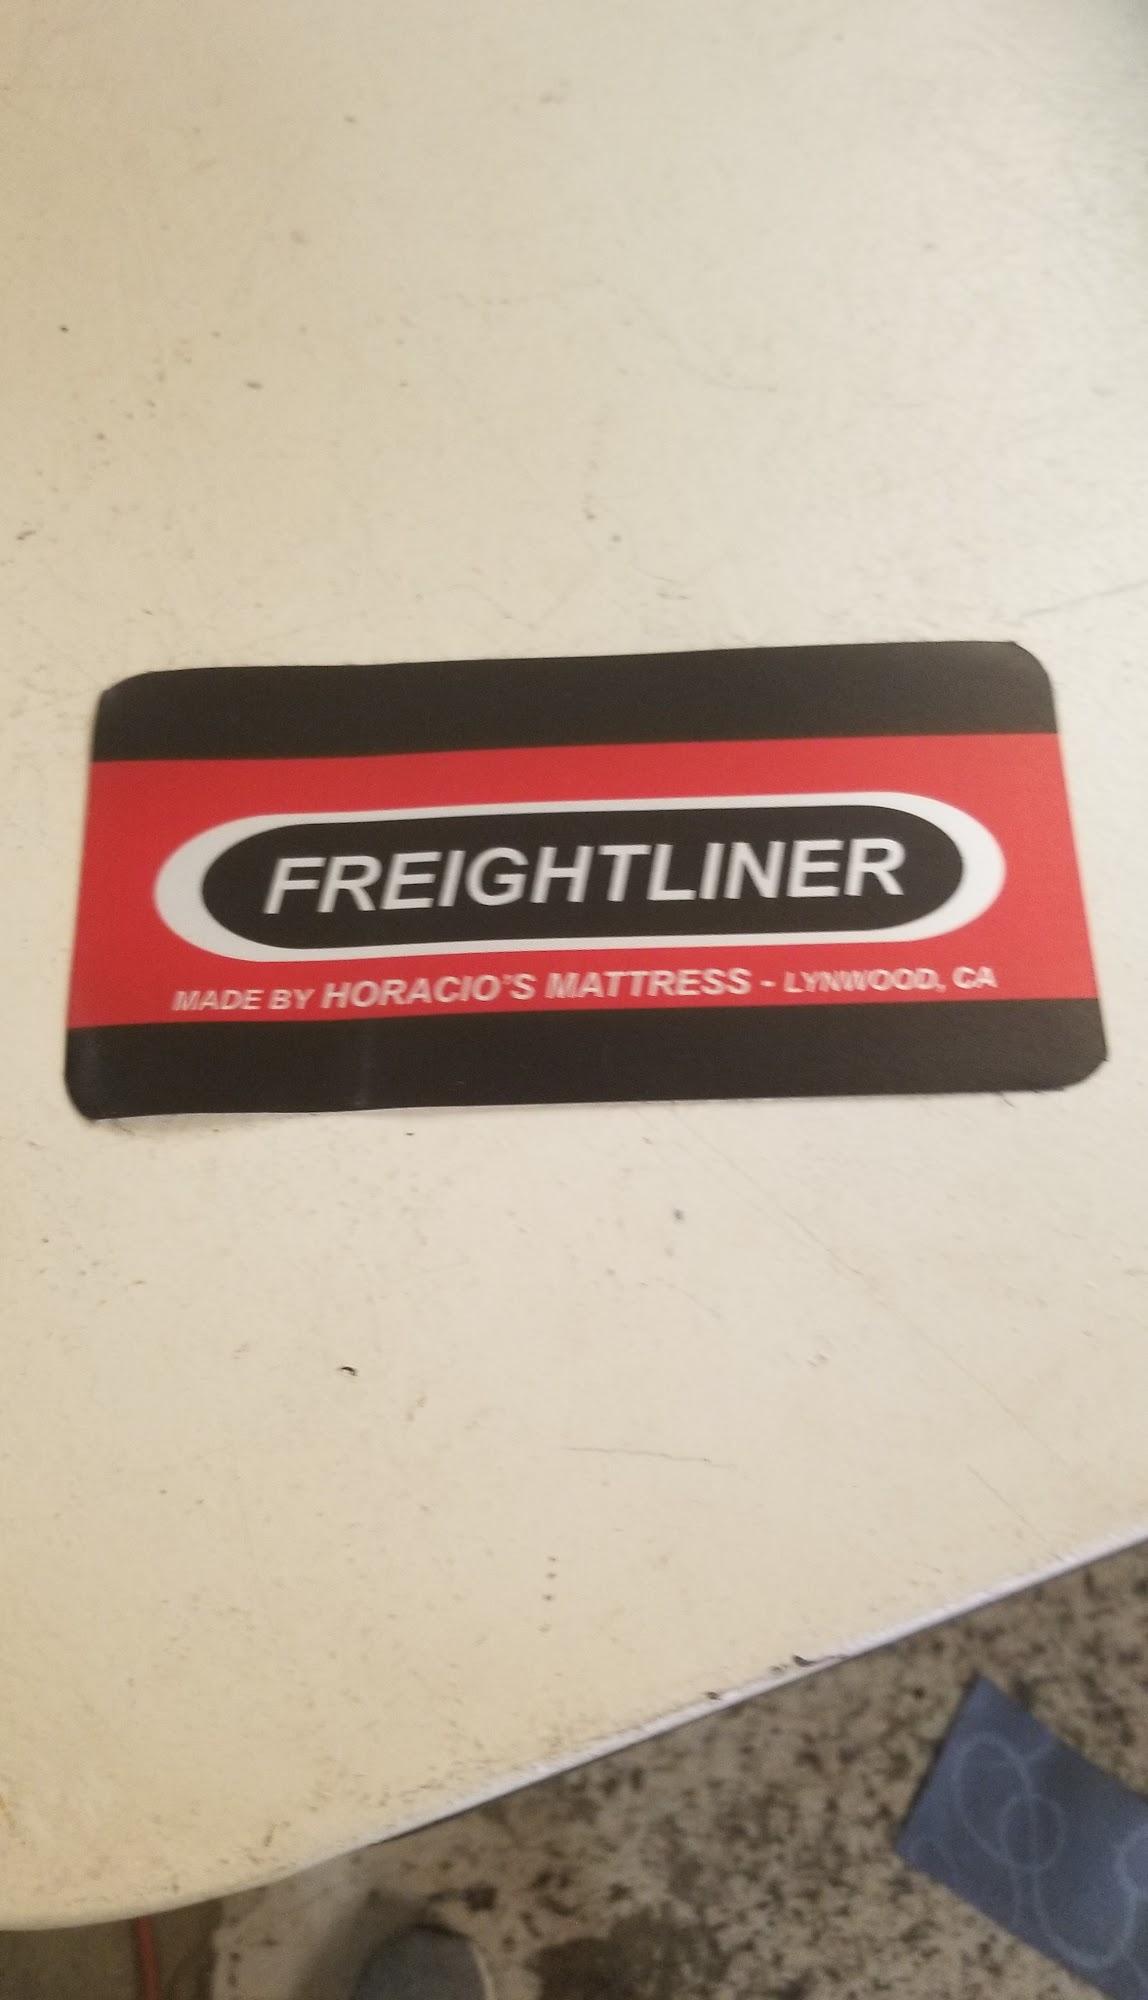 FREIGHTLINER
MADE BY HORACIO'S MATTRESS - LYNWOOD, CA